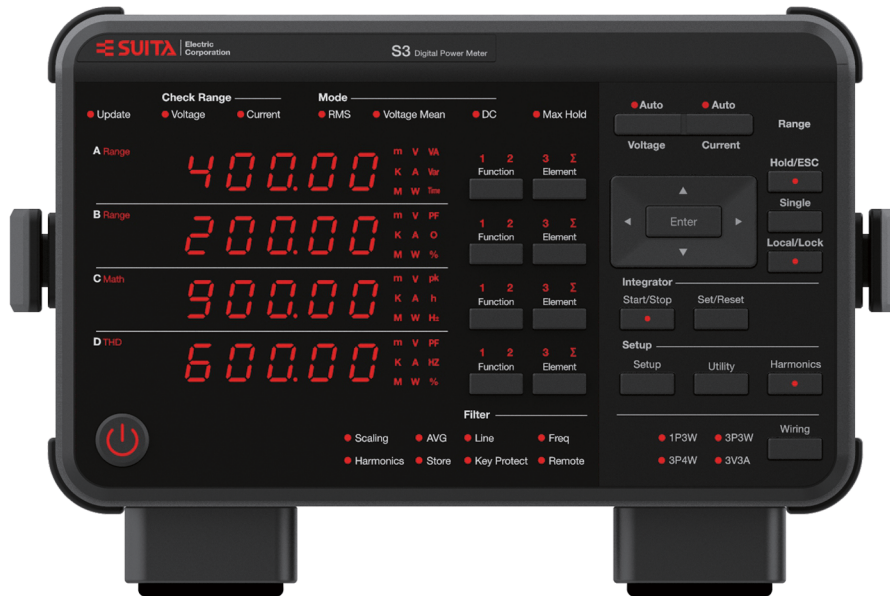 SUITA Electric Corporation
S3 Digital Power Meter
Check Range Mode
Update Voltage Current RMS Voltage Mean DC Max Hold
Auto Auto
Voltage Current Range
A Range 400.00 m V VA
K A Var
M W Time
1 2 3 Σ
Function Element
B Range 200.00 m V PF
K A O
M W %
1 2 3 Σ
Function Element
C Math 900.00 m V pk
K A h
M W Hz
1 2 3 Σ
Function Element
D THD 600.00 m V PF
K A HZ
M W %
1 2 3 Σ
Function Element
Hold/ESC
Enter
Single
Local/Lock
Integrator
Start/Stop Set/Reset
Setup
Setup Utility Harmonics
Filter
Scaling AVG Line Freq
Harmonics Store Key Protect Remote
1P3W 3P3W Wiring
3P4W 3V3A